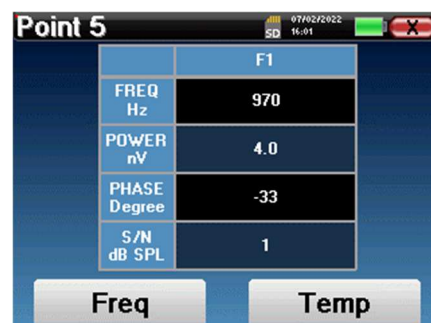 Point 5
SD
07/02/2022
16:01
X
F1
FREQ
Hz
970
POWER
nV
4.0
PHASE
Degree
-33
S/N
dB SPL
1
Freq
Temp